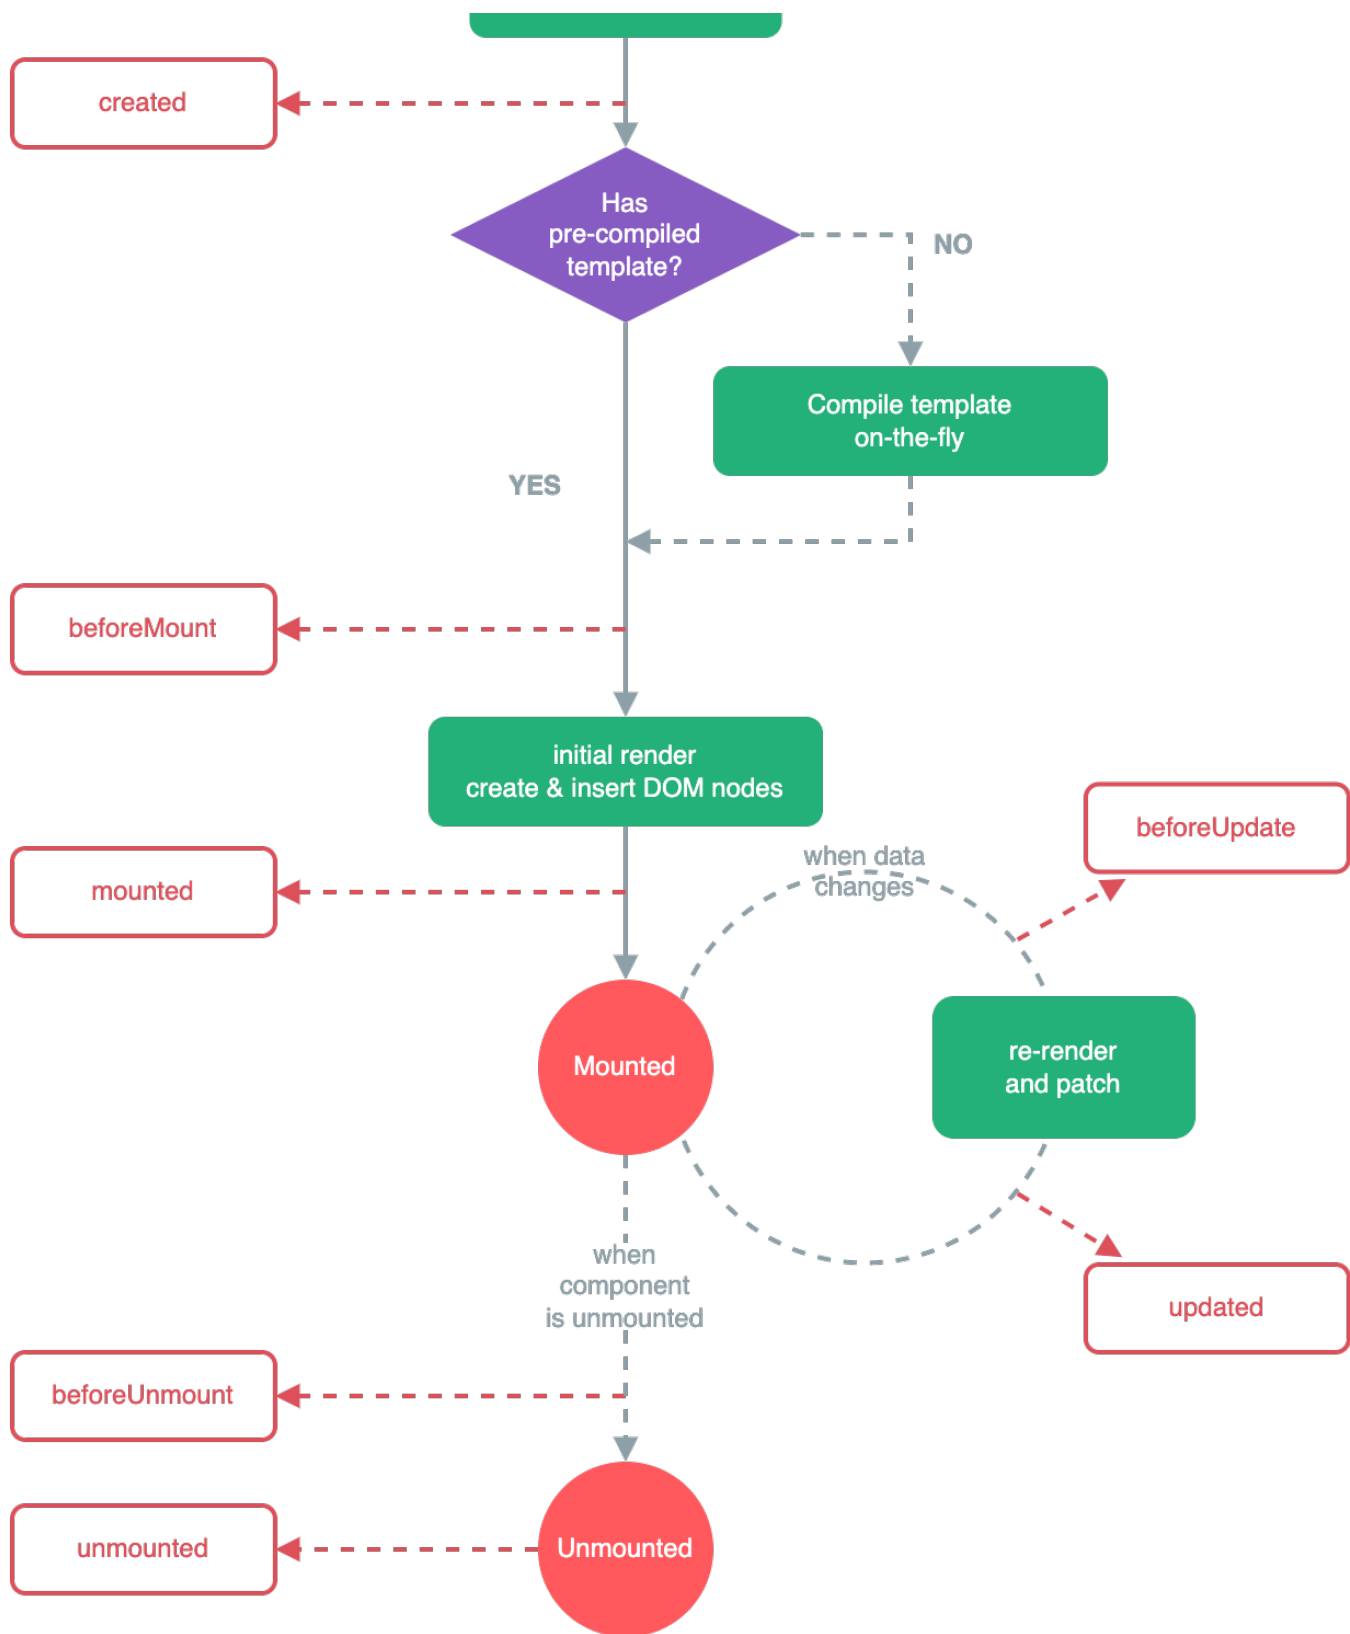 created
Has
pre-compiled
template?
NO
Compile template
on-the-fly
YES
beforeMount
initial render
create & insert DOM nodes
beforeUpdate
when data
changes
mounted
re-render
and patch
Mounted
when
component
is unmounted
updated
beforeUnmount
unmounted
Unmounted